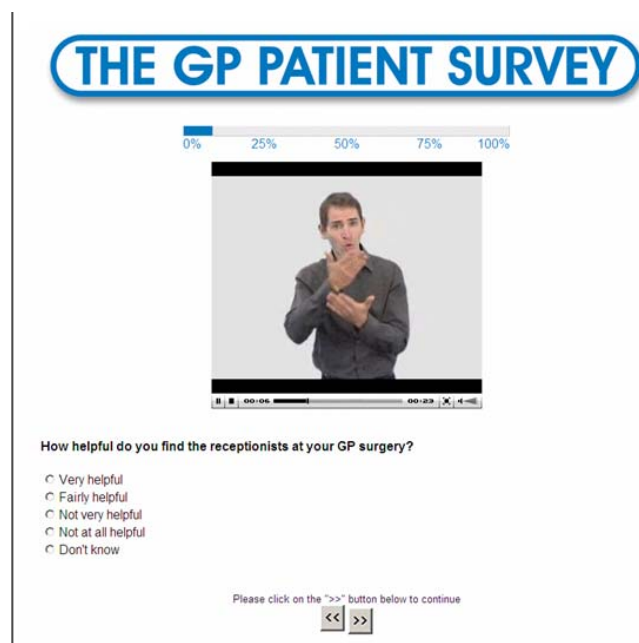 THE GP PATIENT SURVEY
0% 25% 50% 75% 100%
00:06 00:23
How helpful do you find the receptionists at your GP surgery?
Very helpful
Fairly helpful
Not very helpful
Not at all helpful
Don't know
Please click on the ">>" button below to continue
<< >>